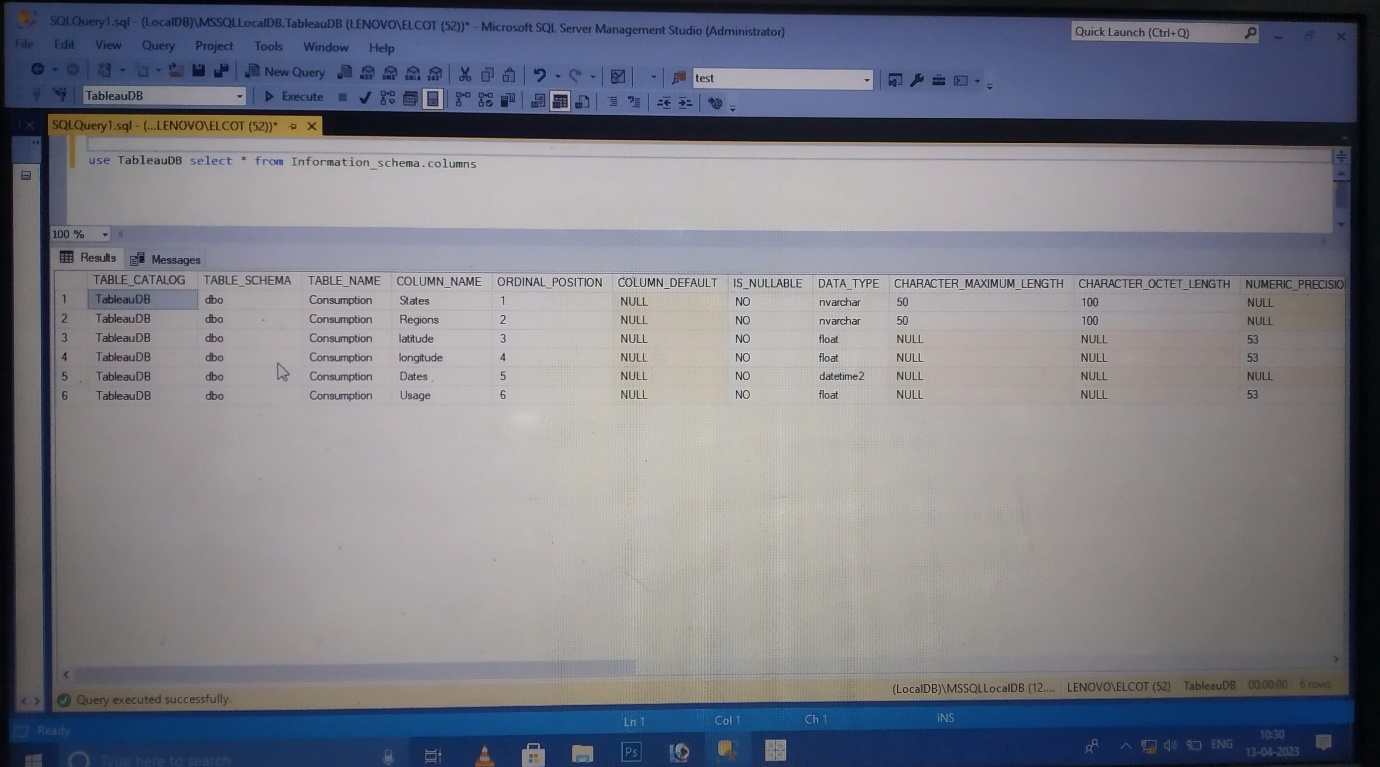 SQLQuery1.sql - (LocalDB)\MSSQLLocalDB.TableauDB (LENOVO\ELCOT (52))* - Microsoft SQL Server Management Studio (Administrator)
Quick Launch (Ctrl+Q)
File Edit View Query Project Tools Window Help
New Query test
TableauDB Execute
SQLQuery1.sql - (...LENOVO\ELCOT (52))*
use TableauDB select * from Information_schema.columns
100 %
Results Messages
TABLE_CATALOG TABLE_SCHEMA TABLE_NAME COLUMN_NAME ORDINAL_POSITION COLUMN_DEFAULT IS_NULLABLE DATA_TYPE CHARACTER_MAXIMUM_LENGTH CHARACTER_OCTET_LENGTH NUMERIC_PRECISIO
1 TableauDB dbo Consumption States 1 NULL NO nvarchar 50 100 NULL
2 TableauDB dbo Consumption Regions 2 NULL NO nvarchar 50 100 NULL
3 TableauDB dbo Consumption latitude 3 NULL NO float NULL NULL 53
4 TableauDB dbo Consumption longitude 4 NULL NO float NULL NULL 53
5 TableauDB dbo Consumption Dates 5 NULL NO datetime2 NULL NULL NULL
6 TableauDB dbo Consumption Usage 6 NULL NO float NULL NULL 53
Query executed successfully. (LocalDB)\MSSQLLocalDB (12.... LENOVO\ELCOT (52) TableauDB 00:00:00 6 rows
Ready Ln 1 Col 1 Ch 1 INS
Type here to search Ps ENG 10:30
13-04-2023